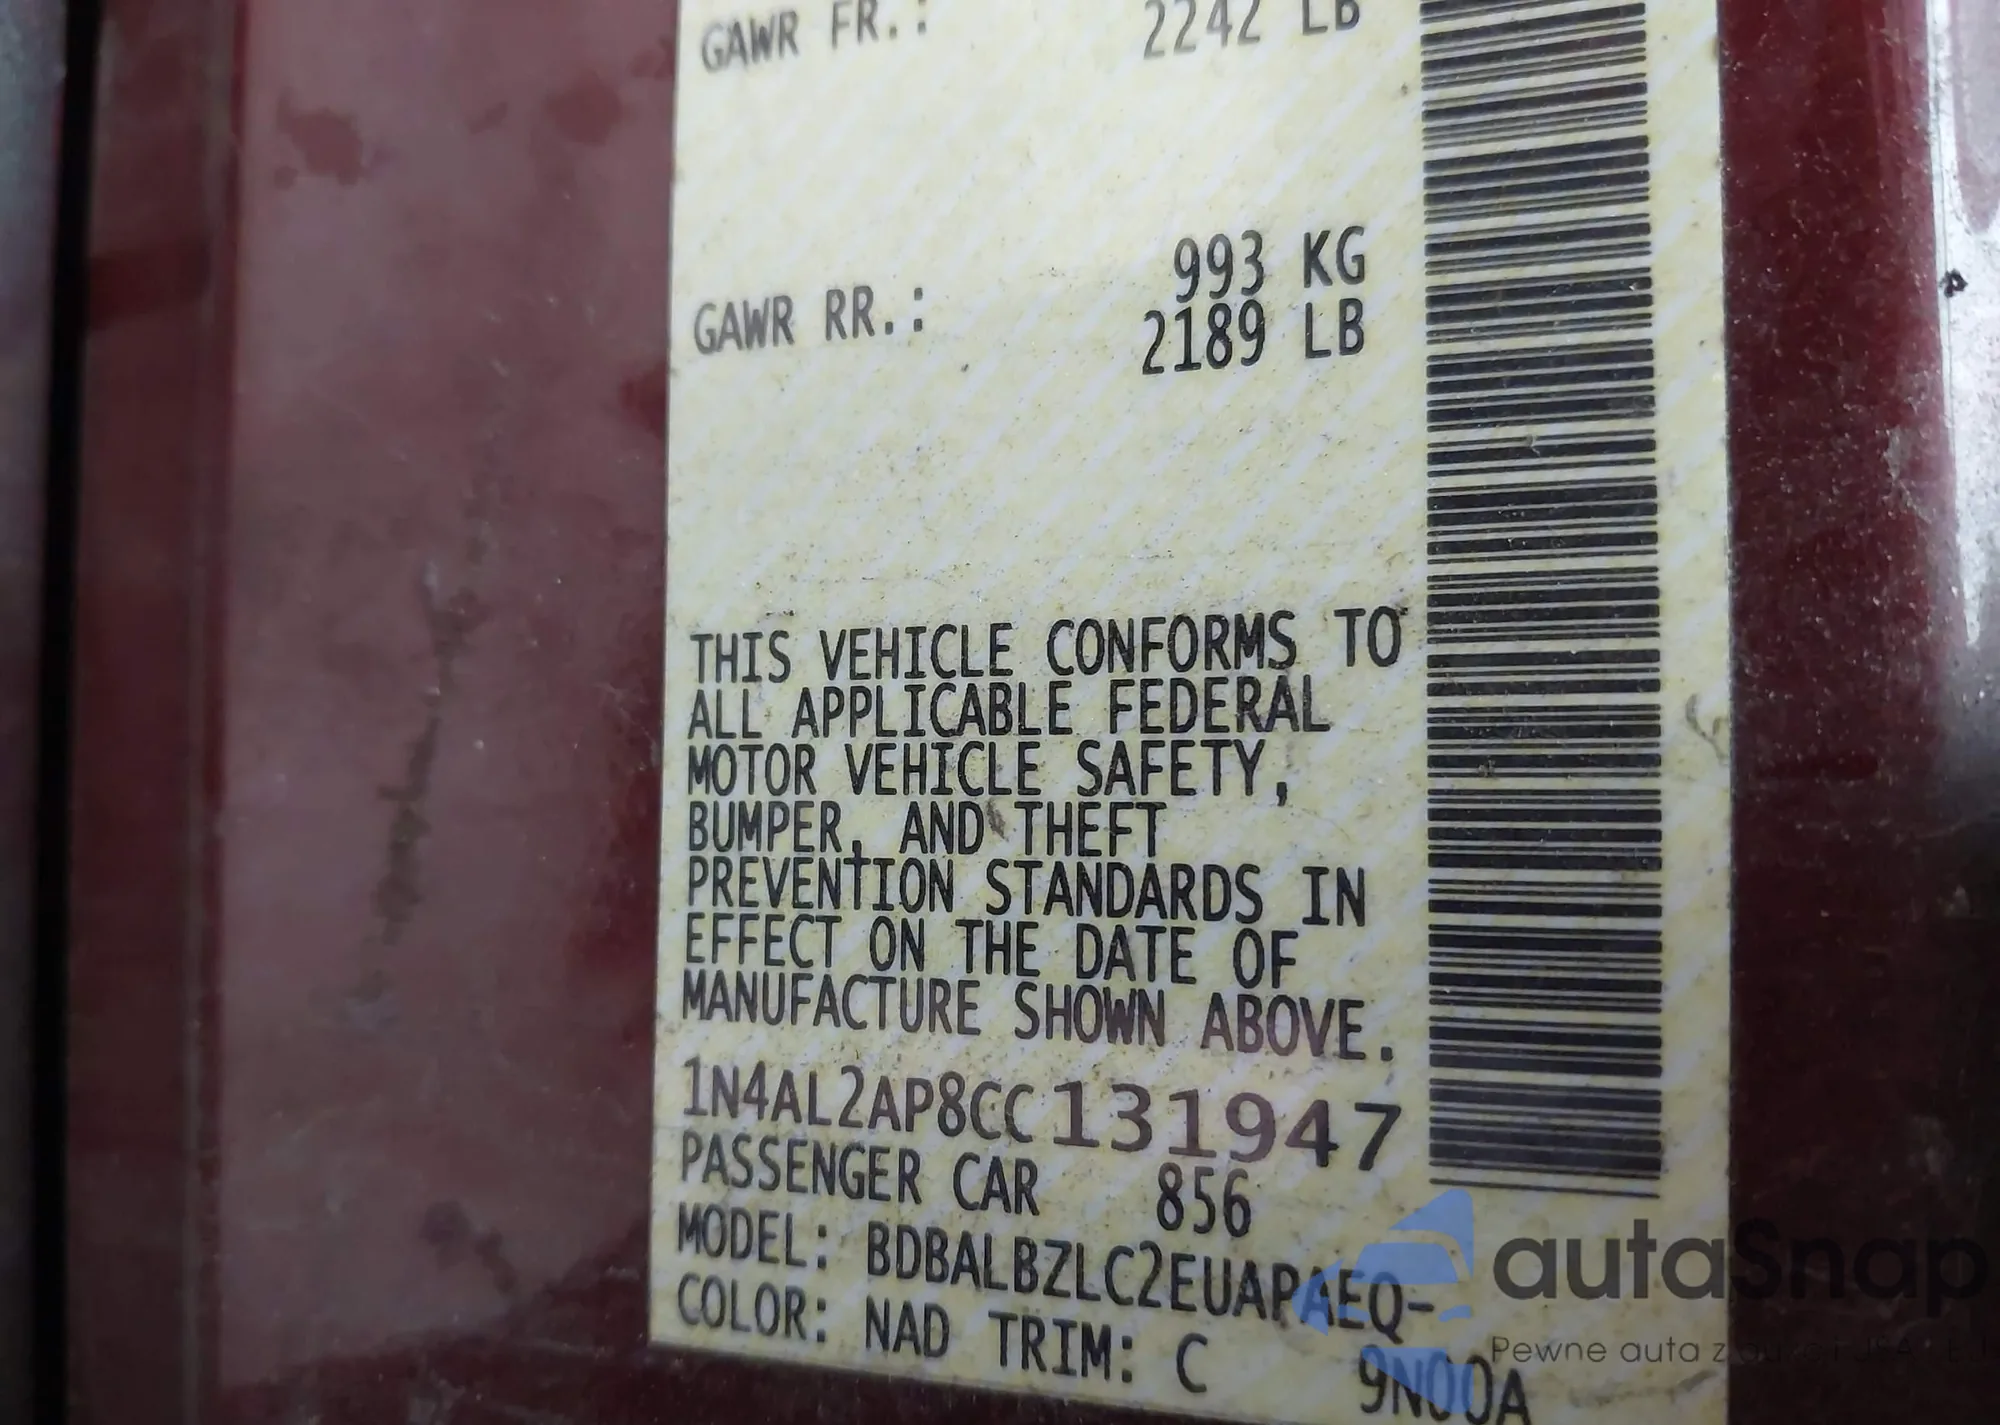 GAWR FR.: 2242 LB
993 KG
GAWR RR.: 2189 LB
THIS VEHICLE CONFORMS TO
ALL APPLICABLE FEDERAL
MOTOR VEHICLE SAFETY,
BUMPER, AND THEFT
PREVENTION STANDARDS IN
EFFECT ON THE DATE OF
MANUFACTURE SHOWN ABOVE.
1N4AL2AP8CC131947
PASSENGER CAR 856
MODEL: BDBALBZLC2EUAPAEQ-
COLOR: NAD TRIM: C 9N00A
autaSnap
Pewne auta z